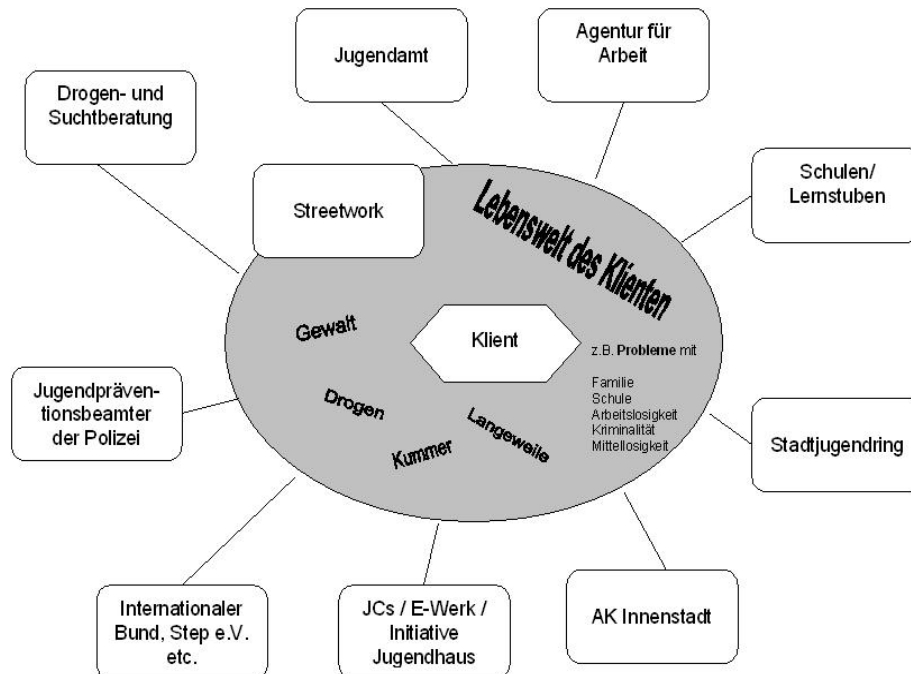 Jugendamt
Agentur für
Arbeit
Drogen- und
Suchtberatung
Schulen/
Lernstuben
Streetwork
Lebenswelt des Klienten
Gewalt
Klient
z.B. Probleme mit
Familie
Schule
Arbeitslosigkeit
Kriminalität
Mittellosigkeit
Drogen
Kummer
Langeweile
Jugendpräven-
tionsbeamter
der Polizei
Stadtjugendring
Internationaler
Bund, Step e.V.
etc.
JCs / E-Werk /
Initiative
Jugendhaus
AK Innenstadt